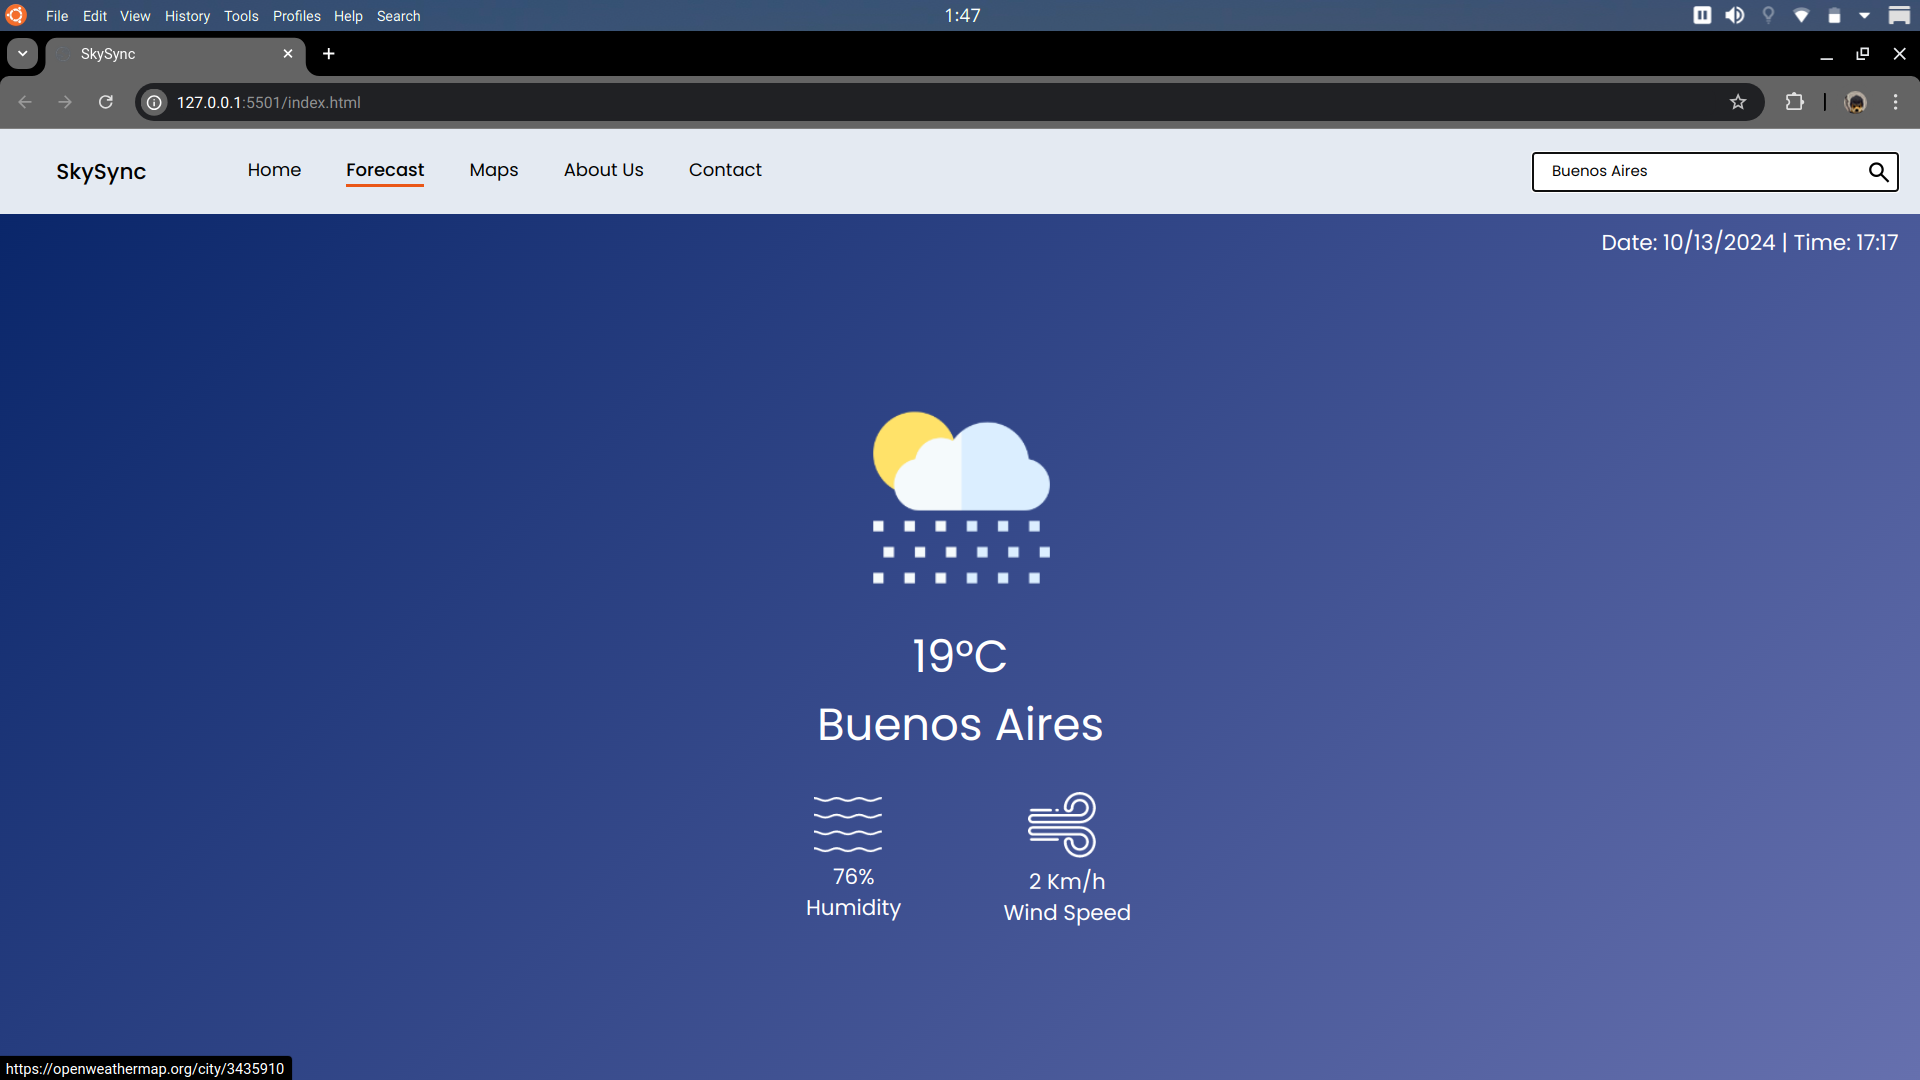 File Edit View History Tools Profiles Help Search
1:47
SkySync
127.0.0.1:5501/index.html
SkySync
Home Forecast Maps About Us Contact
Buenos Aires
Date: 10/13/2024 | Time: 17:17
19°C
Buenos Aires
76%
Humidity
2 Km/h
Wind Speed
https://openweathermap.org/city/3435910